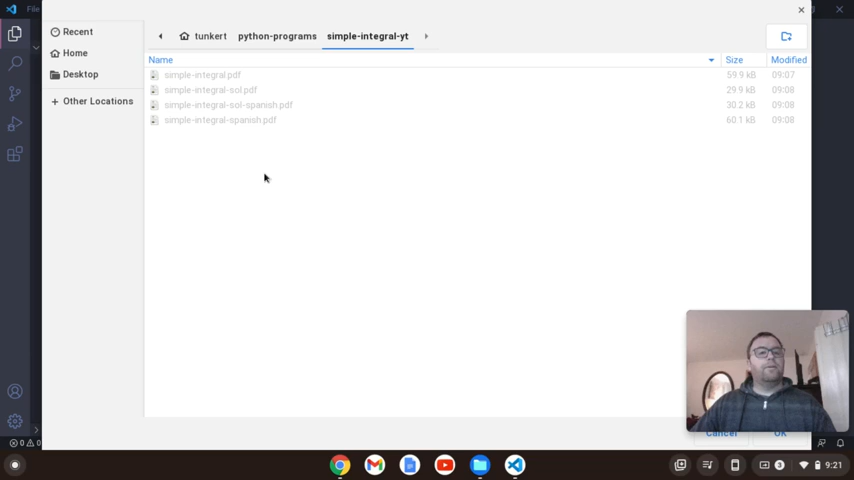 File
Recent
Home
Desktop
Other Locations
tunkert python-programs simple-integral-yt
Name Size Modified
simple-integral.pdf 59.9 kB 09:07
simple-integral-sol.pdf 29.9 kB 09:08
simple-integral-sol-spanish.pdf 30.2 kB 09:08
simple-integral-spanish.pdf 60.1 kB 09:08
Cancel OK
0 0
3 9:21